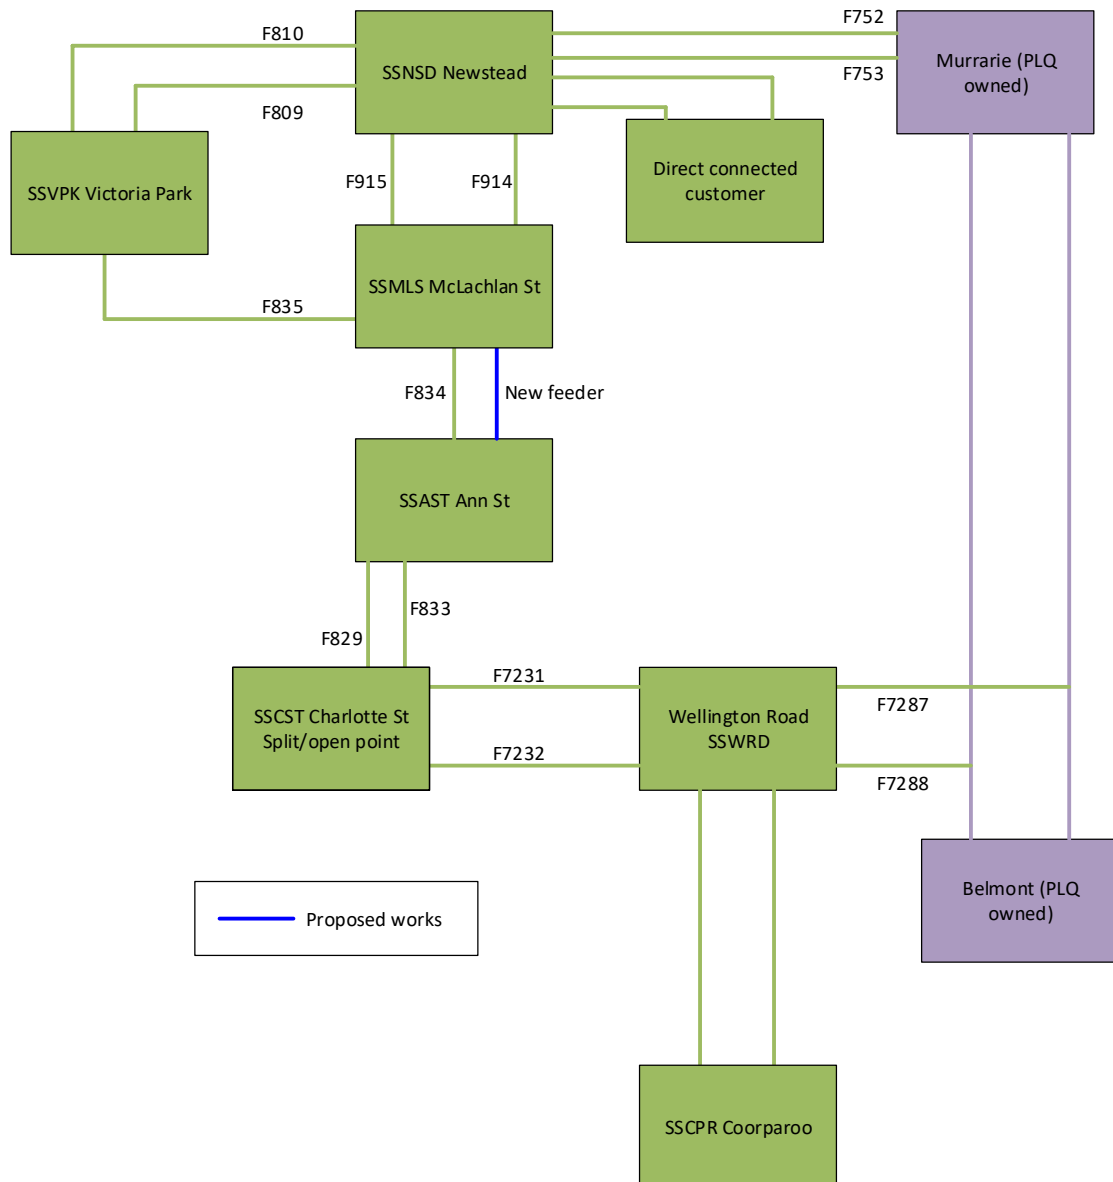 F810
SSNSD Newstead
F752
Murrarie (PLQ
owned)
F753
F809
Direct connected
customer
SSVPK Victoria Park
F915
F914
SSMLS McLachlan St
F835
F834
New feeder
SSAST Ann St
F833
F829
F7231
SSCST Charlotte St
Split/open point
Wellington Road
SSWRD
F7287
F7232
F7288
Belmont (PLQ
owned)
Proposed works
SSCPR Coorparoo